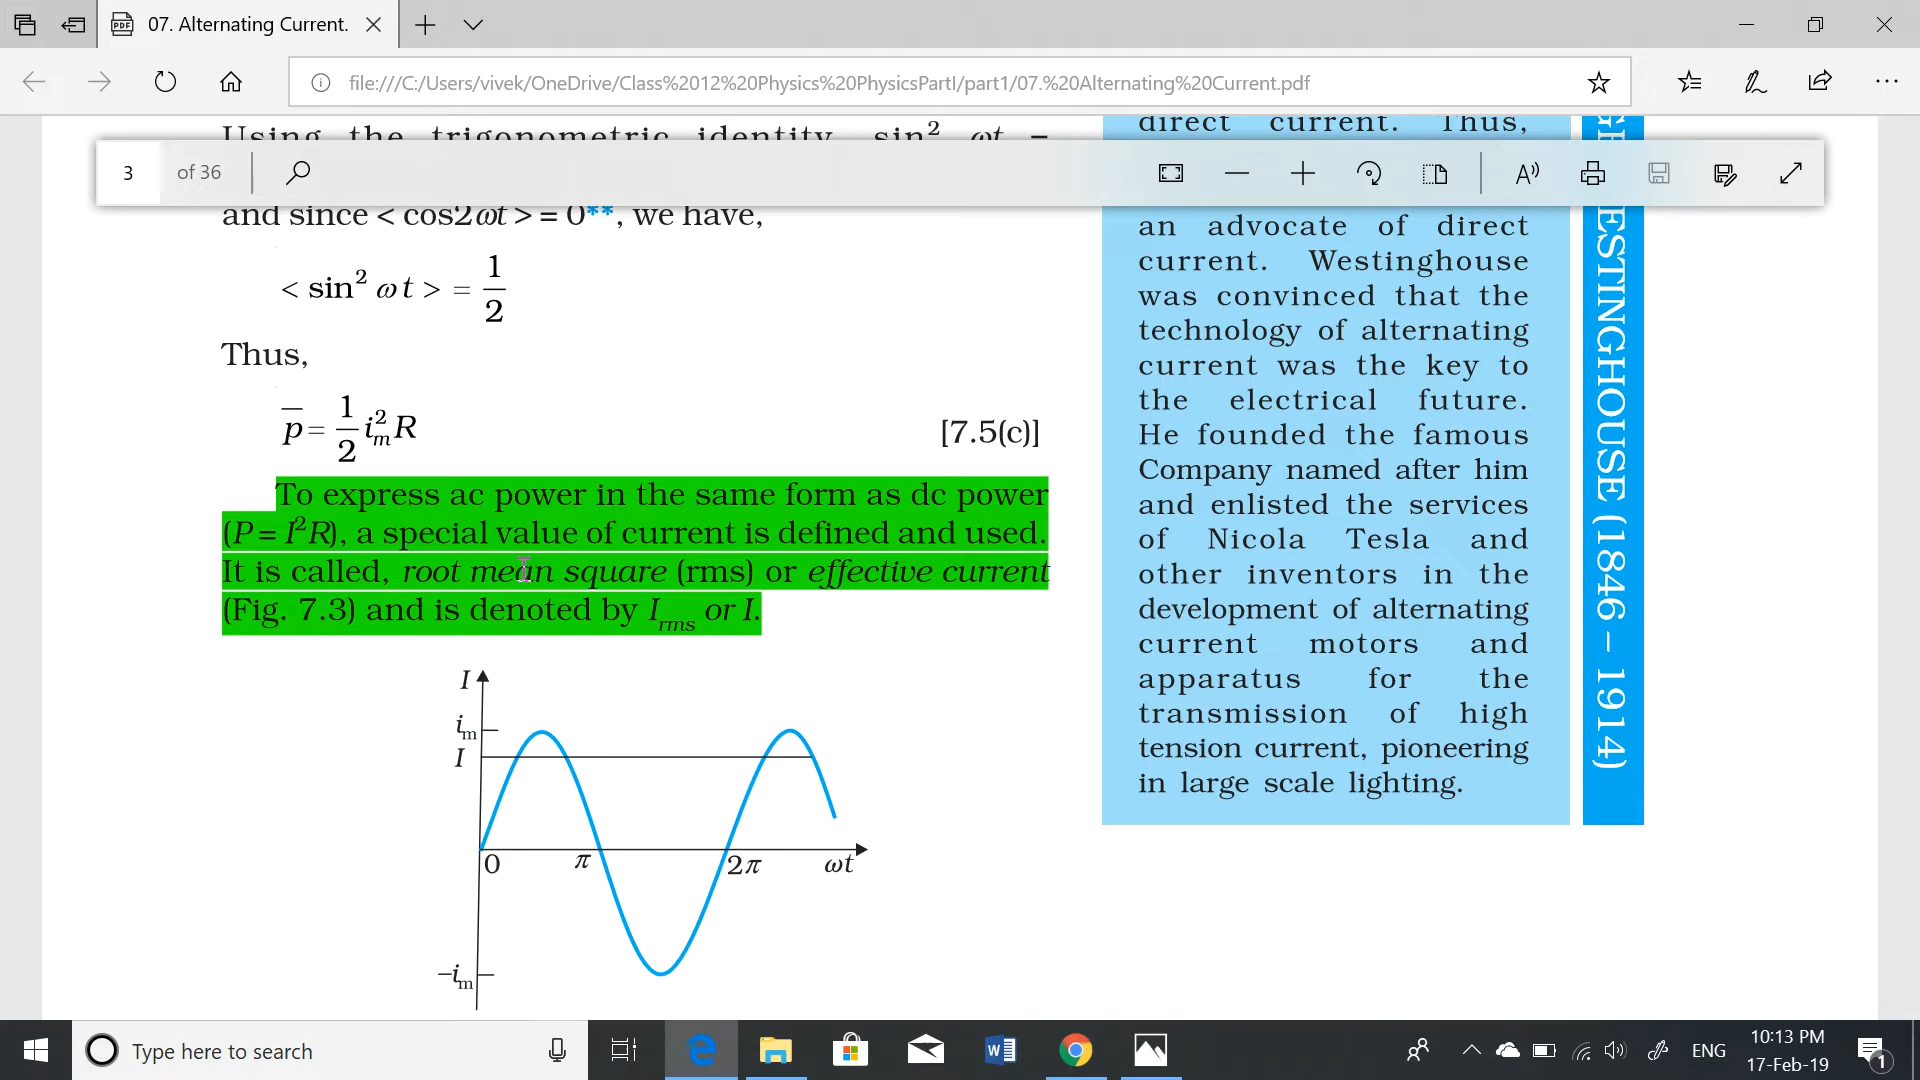 07. Alternating Current.
file:///C:/Users/vivek/OneDrive/Class%2012%20Physics%20PhysicsPartI/part1/07.%20Alternating%20Current.pdf
3 of 36
Using the trigonometric identity, sin² ωt =
and since < cos2ωt > = 0**, we have,
< sin² ω t > = 1/2
Thus,
p̅ = 1/2 i²ₘ R [7.5(c)]
To express ac power in the same form as dc power
(P = I²R), a special value of current is defined and used.
It is called, root mean square (rms) or effective current
(Fig. 7.3) and is denoted by Irms or I.
I
iₘ
I
0 π 2π ωt
–iₘ
direct current. Thus,
an advocate of direct
current. Westinghouse
was convinced that the
technology of alternating
current was the key to
the electrical future.
He founded the famous
Company named after him
and enlisted the services
of Nicola Tesla and
other inventors in the
development of alternating
current motors and
apparatus for the
transmission of high
tension current, pioneering
in large scale lighting.
ESTINGHOUSE (1846 – 1914)
Type here to search
ENG
10:13 PM
17-Feb-19
1